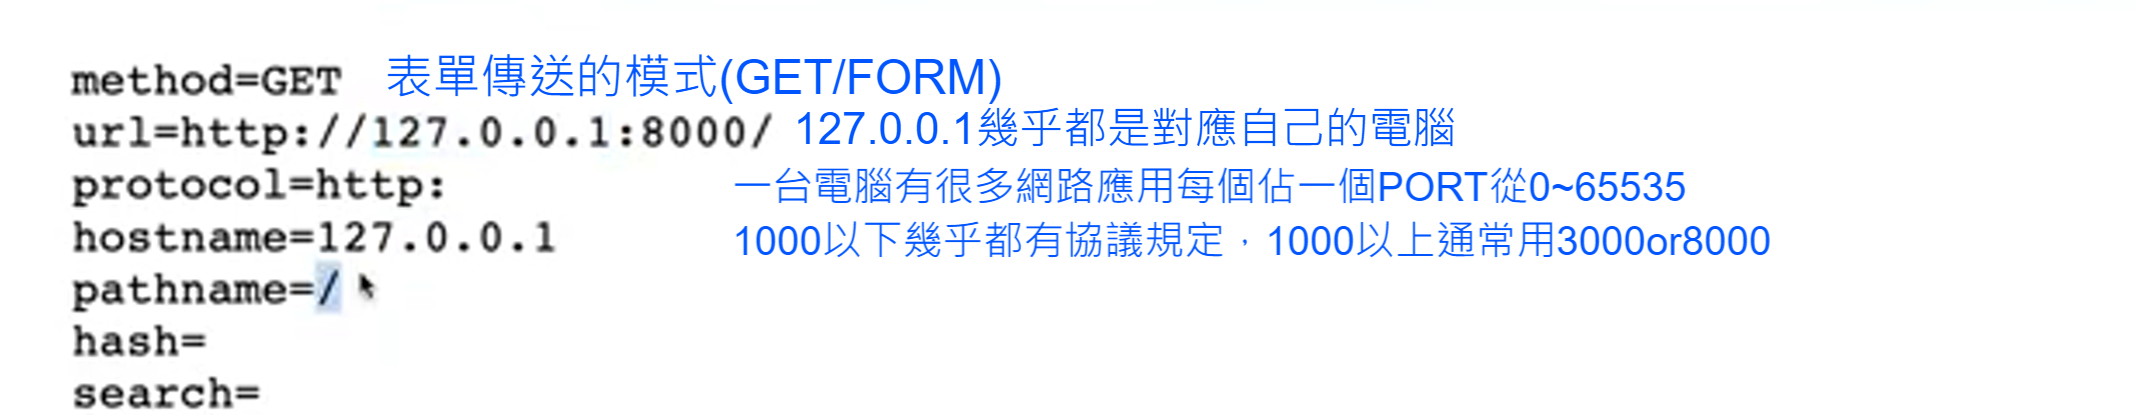 method=GET 表單傳送的模式(GET/FORM)
url=http://127.0.0.1:8000/ 127.0.0.1幾乎都是對應自己的電腦
protocol=http: 一台電腦有很多網路應用每個佔一個PORT從0~65535
hostname=127.0.0.1 1000以下幾乎都有協議規定，1000以上通常用3000or8000
pathname=/
hash=
search=